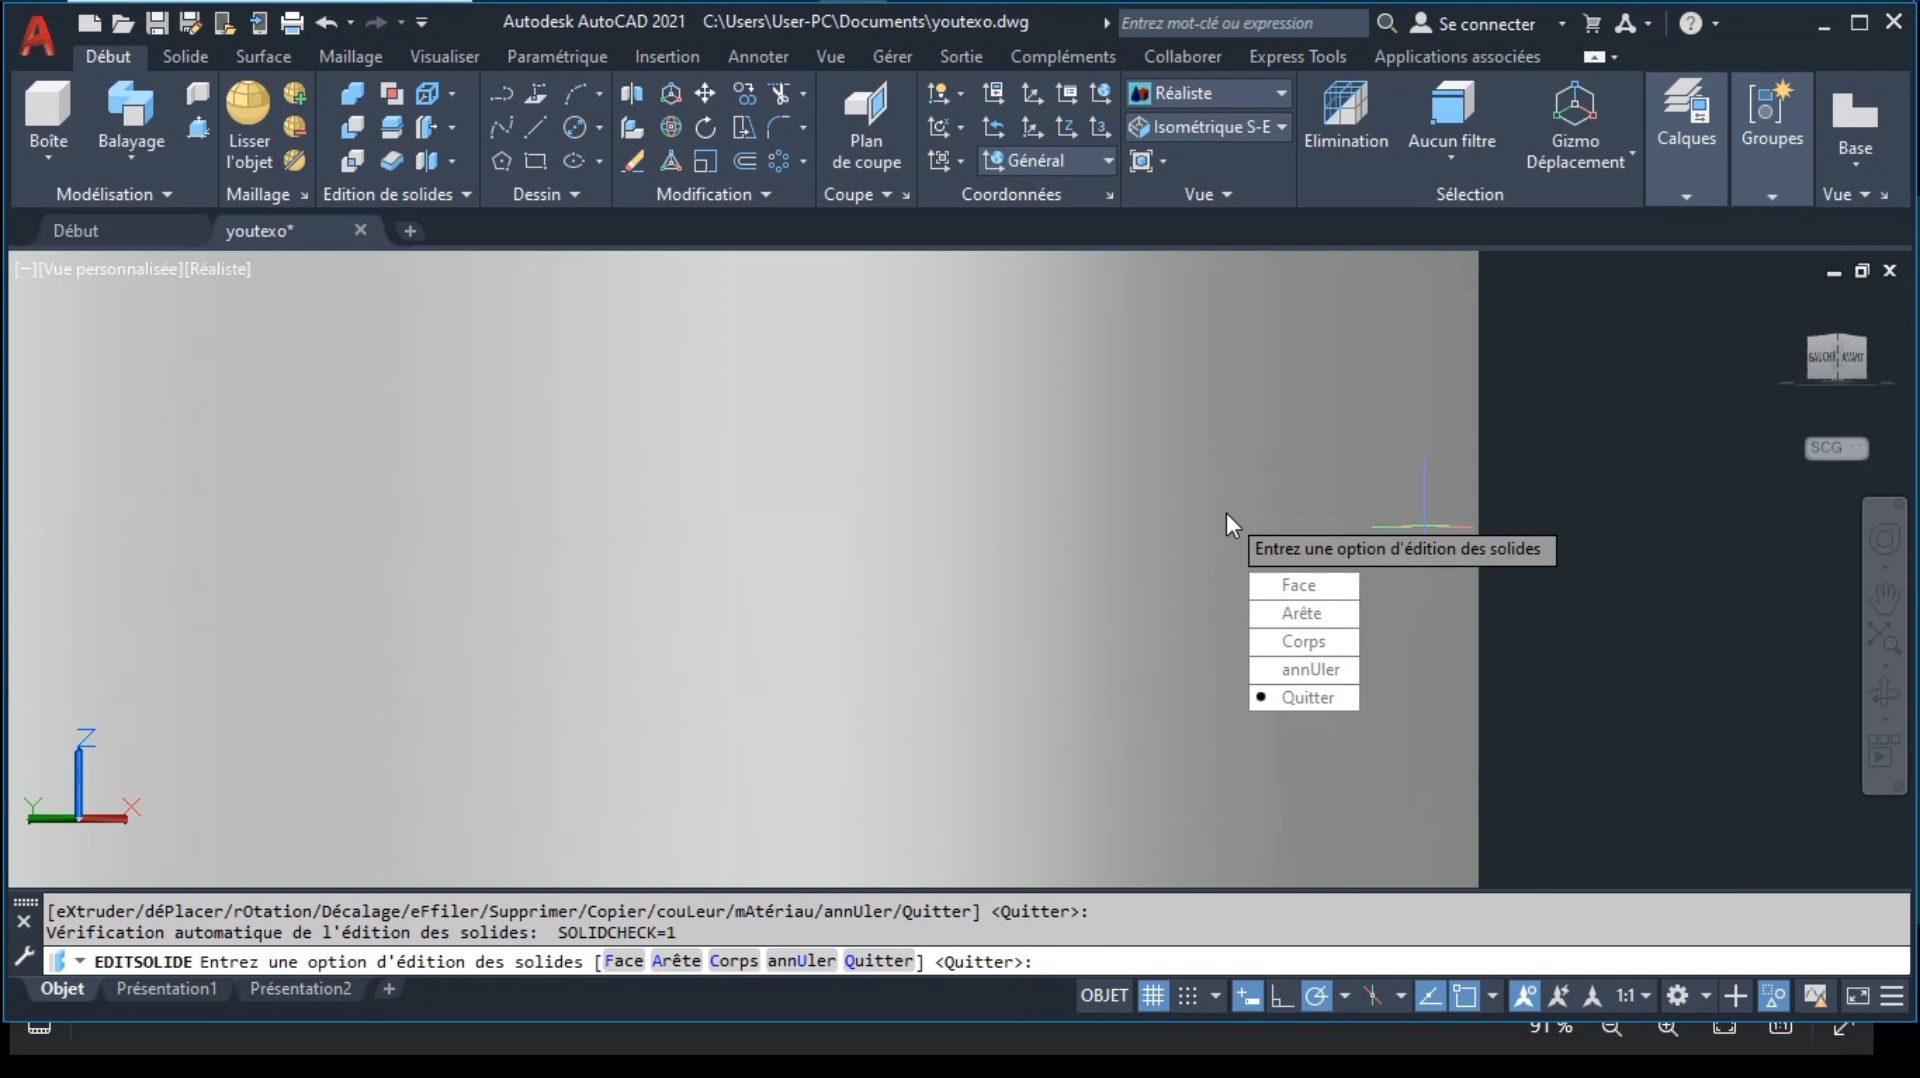 Autodesk AutoCAD 2021 C:\Users\User-PC\Documents\youtexo.dwg Entrez mot-clé ou expression Se connecter
Début Solide Surface Maillage Visualiser Paramétrique Insertion Annoter Vue Gérer Sortie Compléments Collaborer Express Tools Applications associées
Boîte
Balayage
Lisser
l'objet
Plan
de coupe
Réaliste
Isométrique S-E
Général
Elimination
Aucun filtre
Gizmo
Déplacement
Calques
Groupes
Base
Modélisation Maillage Edition de solides Dessin Modification Coupe Coordonnées Vue Sélection Vue
Début youtexo*
[−][Vue personnalisée][Réaliste]
GAUCHE AVANT
SCG
Entrez une option d'édition des solides
Face
Arête
Corps
annUler
Quitter
Z
Y X
[eXtruder/déPlacer/rOtation/Décalage/eFfiler/Supprimer/Copier/couLeur/mAtériau/annUler/Quitter] <Quitter>:
Vérification automatique de l'édition des solides: SOLIDCHECK=1
EDITSOLIDE Entrez une option d'édition des solides [Face Arête Corps annUler Quitter] <Quitter>:
Objet Présentation1 Présentation2
OBJET 1:1
91 %